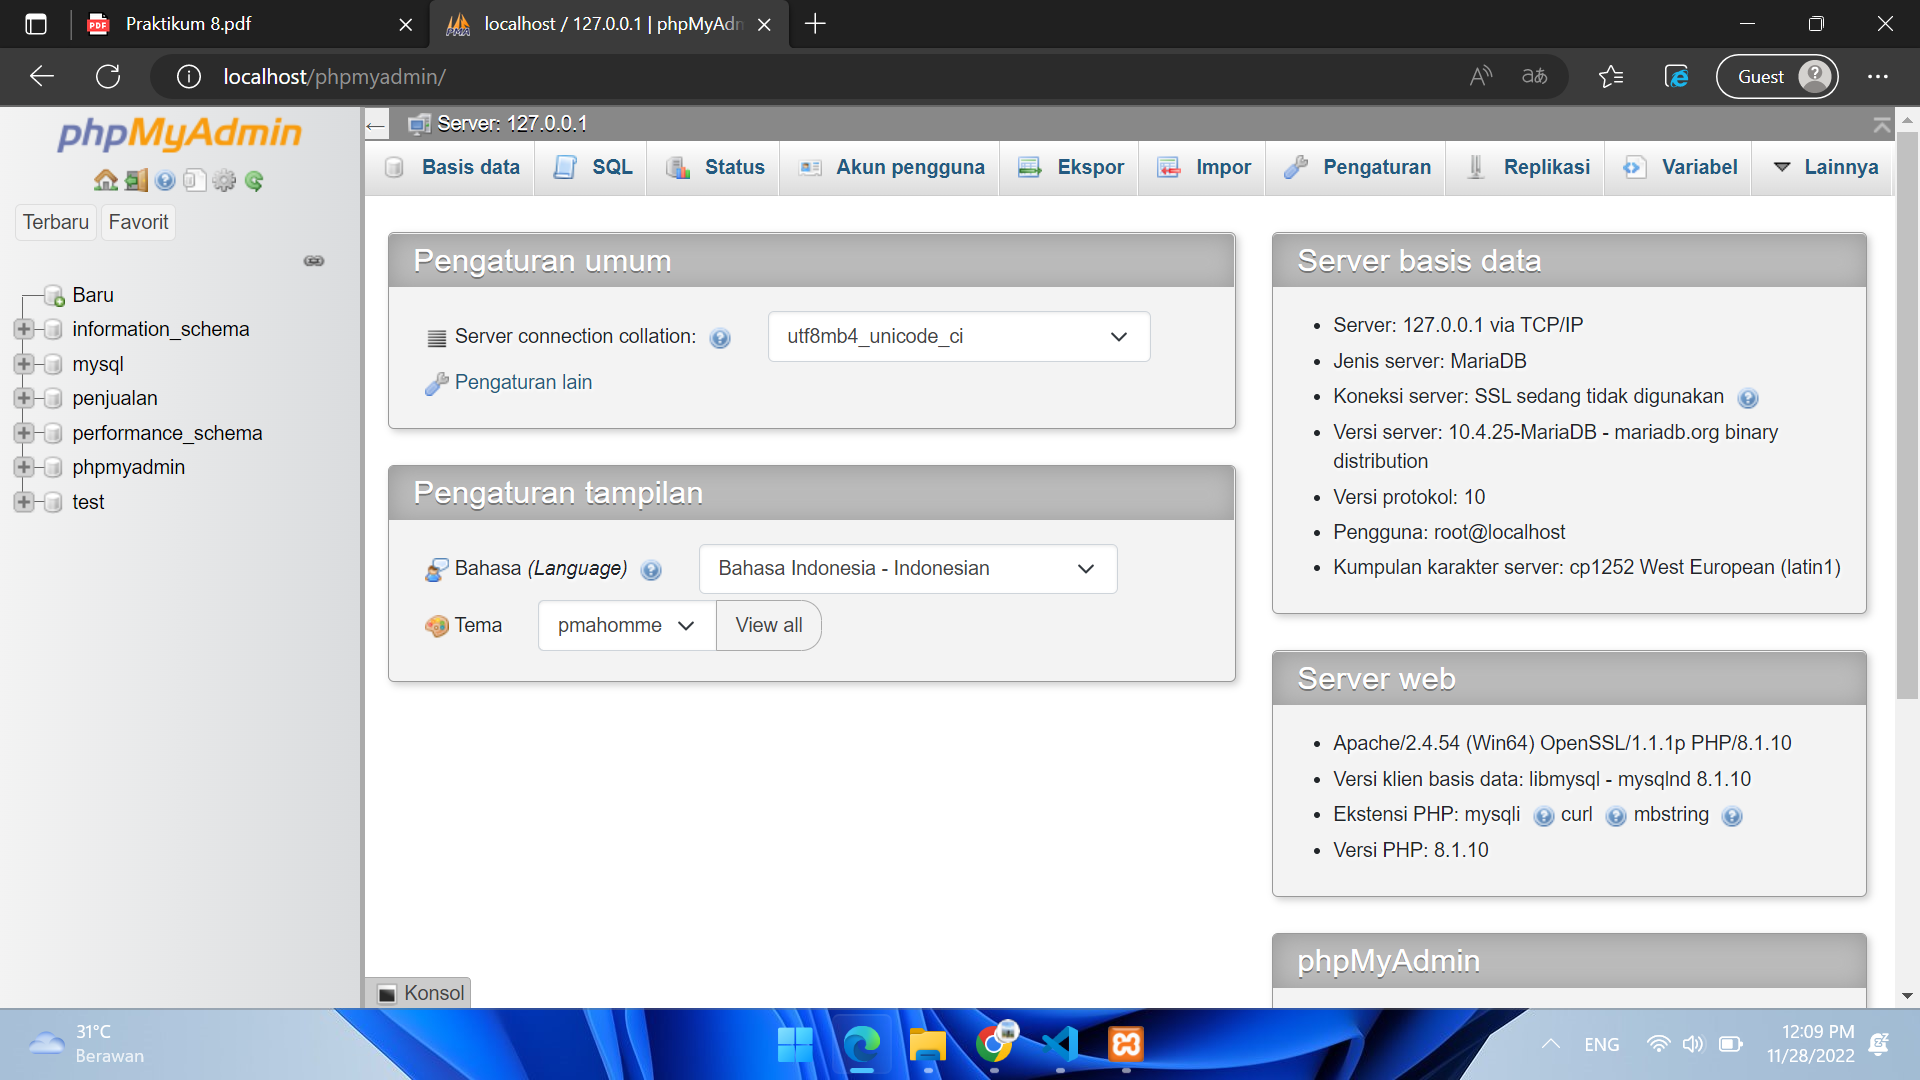 Praktikum 8.pdf
localhost / 127.0.0.1 | phpMyAdn
localhost/phpmyadmin/
Guest
phpMyAdmin
Terbaru Favorit
Baru
information_schema
mysql
penjualan
performance_schema
phpmyadmin
test
Server: 127.0.0.1
Basis data SQL Status Akun pengguna Ekspor Impor Pengaturan Replikasi Variabel Lainnya
Pengaturan umum
Server connection collation: utf8mb4_unicode_ci
Pengaturan lain
Pengaturan tampilan
Bahasa (Language) Bahasa Indonesia - Indonesian
Tema pmahomme View all
Server basis data
Server: 127.0.0.1 via TCP/IP
Jenis server: MariaDB
Koneksi server: SSL sedang tidak digunakan
Versi server: 10.4.25-MariaDB - mariadb.org binary
distribution
Versi protokol: 10
Pengguna: root@localhost
Kumpulan karakter server: cp1252 West European (latin1)
Server web
Apache/2.4.54 (Win64) OpenSSL/1.1.1p PHP/8.1.10
Versi klien basis data: libmysql - mysqlnd 8.1.10
Ekstensi PHP: mysqli curl mbstring
Versi PHP: 8.1.10
phpMyAdmin
Konsol
31°C
Berawan
ENG
12:09 PM
11/28/2022